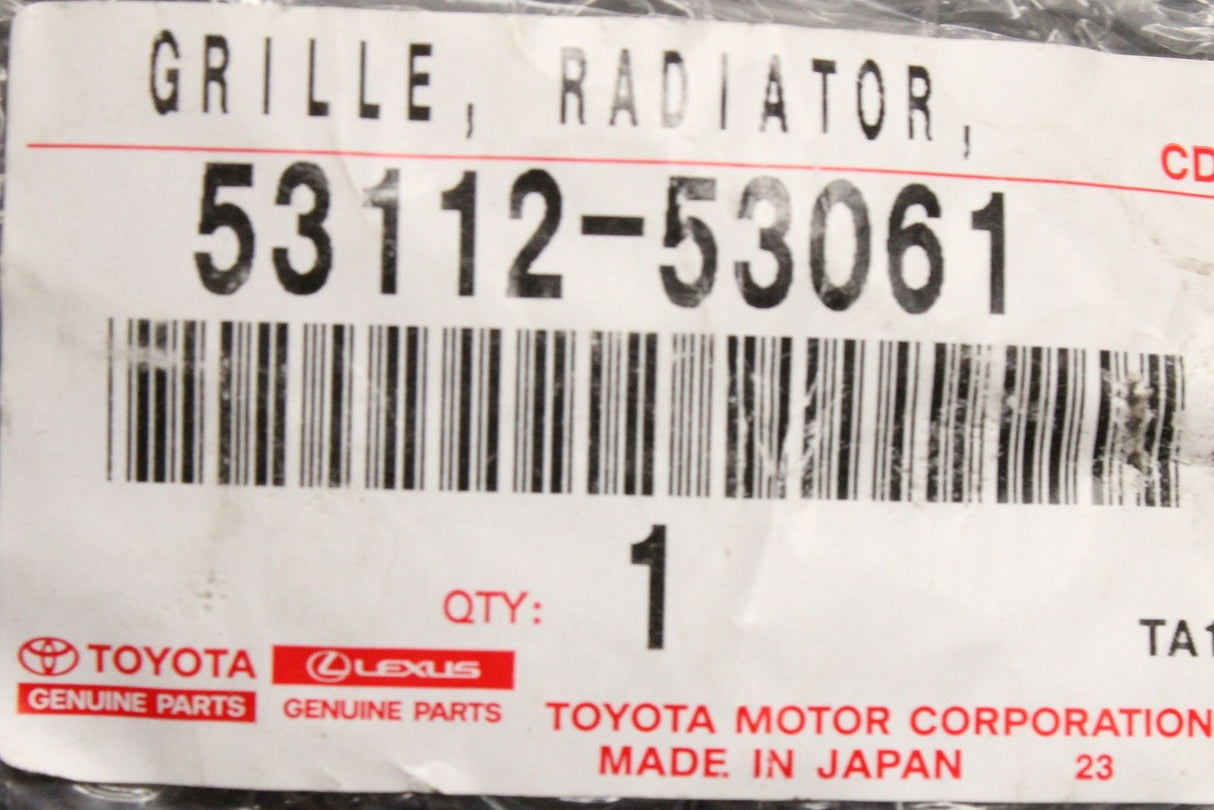 GRILLE, RADIATOR,
CD
53112-53061
QTY: 1
TA1
TOYOTA
GENUINE PARTS
LEXUS
GENUINE PARTS
TOYOTA MOTOR CORPORATION
MADE IN JAPAN 23